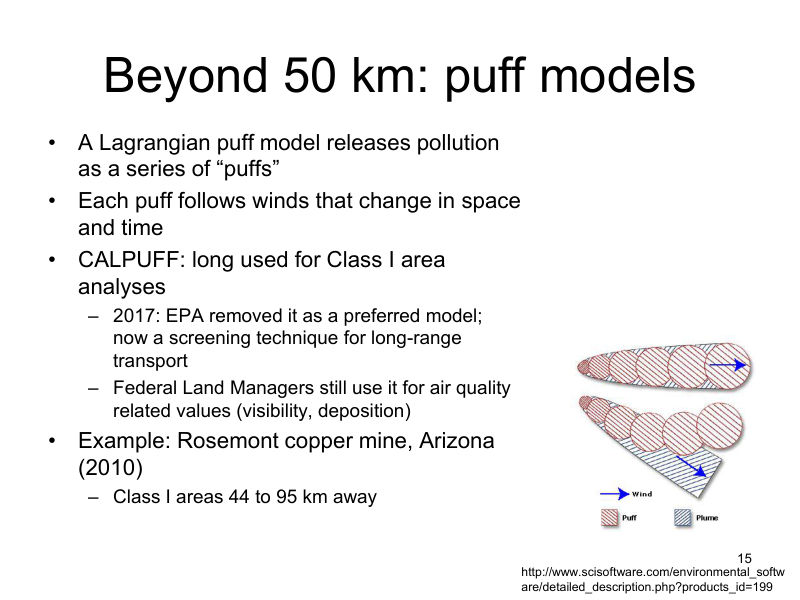 Beyond 50 km: puff models
• A Lagrangian puff model releases pollution
as a series of “puffs”
• Each puff follows winds that change in space
and time
• CALPUFF: long used for Class I area
analyses
– 2017: EPA removed it as a preferred model;
now a screening technique for long-range
transport
– Federal Land Managers still use it for air quality
related values (visibility, deposition)
• Example: Rosemont copper mine, Arizona
(2010)
– Class I areas 44 to 95 km away
Wind
Puff Plume
15
http://www.scisoftware.com/environmental_softw
are/detailed_description.php?products_id=199